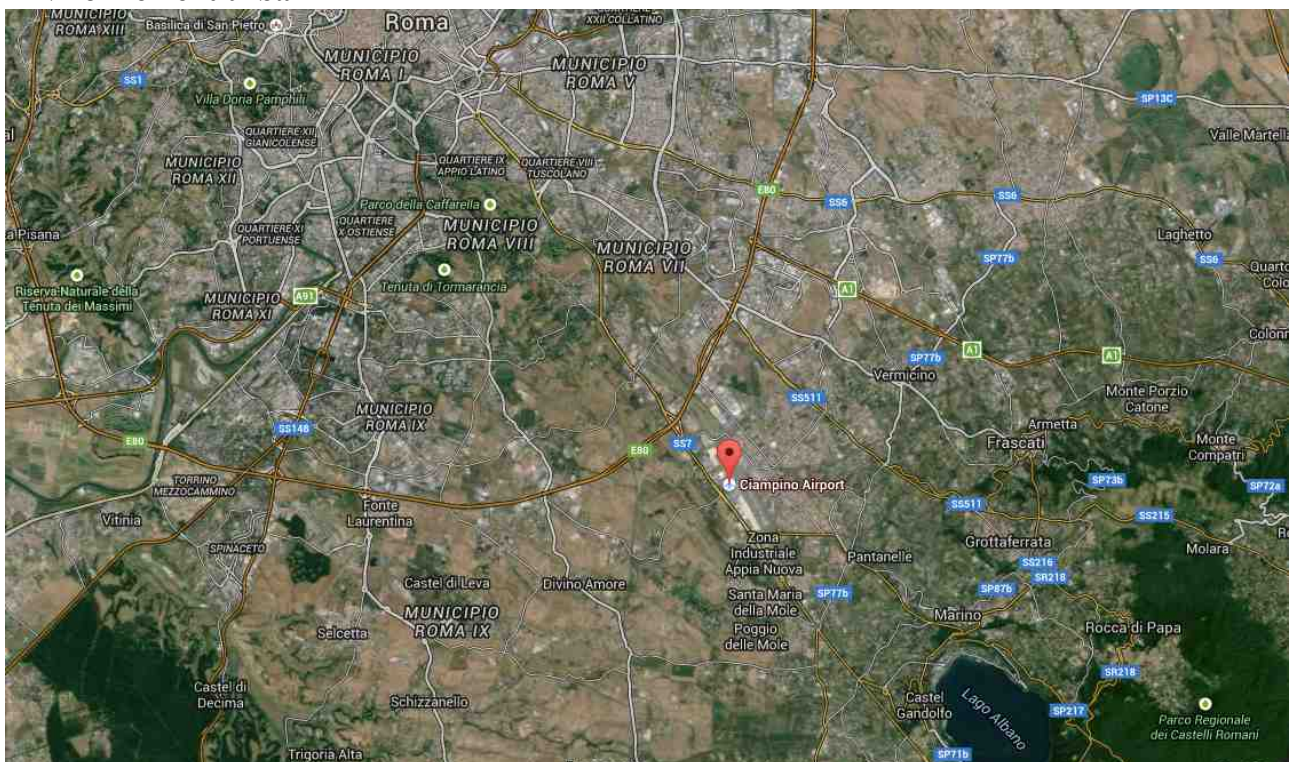 MUNICIPIO
ROMA XIII
Basilica di San Pietro
Roma
QUARTIERE
XXII COLLATINO
MUNICIPIO
ROMA I
MUNICIPIO
ROMA V
SS1
Villa Doria Pamphili
SP13C
QUARTIERE XII
GIANICOLENSE
Valle Martella
MUNICIPIO
ROMA XII
QUARTIERE IX
APPIO LATINO
QUARTIERE VIII
TUSCOLANO
E80
SS6
SS6
Parco della Caffarella
La Pisana
QUARTIERE XI
PORTUENSE
QUARTIERE
X OSTIENSE
MUNICIPIO
ROMA VIII
MUNICIPIO
ROMA VII
Laghetto
SP77b
SS6
Riserva Naturale della
Tenuta dei Massimi
Tenuta di Tormarancia
MUNICIPIO
ROMA XI
A91
A1
A1
A1
SP77b
Vermicino
SS511
Monte Porzio
Catone
MUNICIPIO
ROMA IX
SS148
E80
E80
SS7
Armetta
Frascati
Monte
Compatri
Ciampino Airport
SP73b
SP72a
TORRINO
MEZZOCAMMINO
Vitinia
Fonte
Laurentina
SS511
SS215
SPINACETO
Zona
Industriale
Appia Nuova
Pantanelle
Grottaferrata
Molara
SS216
SR218
Castel di Leva
Divino Amore
SP77b
SP87b
Santa Maria
della Mole
MUNICIPIO
ROMA IX
Selcetta
Poggio
delle Mole
Marino
Rocca di Papa
SR218
Castel di
Decima
Schizzanello
Castel
Gandolfo
Lago Albano
SP217
Parco Regionale
dei Castelli Romani
Trigoria Alta
SP71b